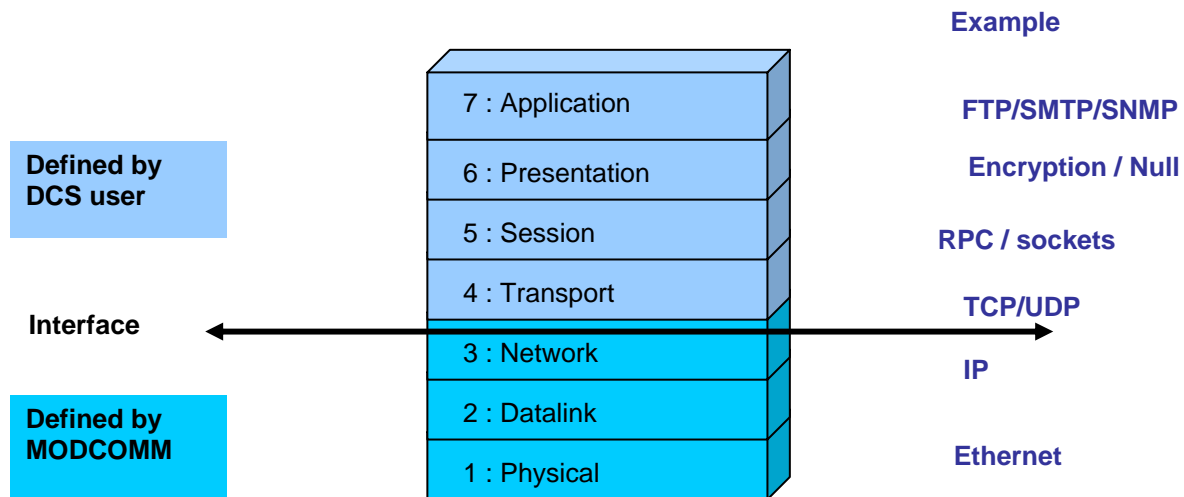 Example
7 : Application
FTP/SMTP/SNMP
Defined by
DCS user
6 : Presentation
Encryption / Null
5 : Session
RPC / sockets
4 : Transport
TCP/UDP
Interface
3 : Network
IP
Defined by
MODCOMM
2 : Datalink
1 : Physical
Ethernet